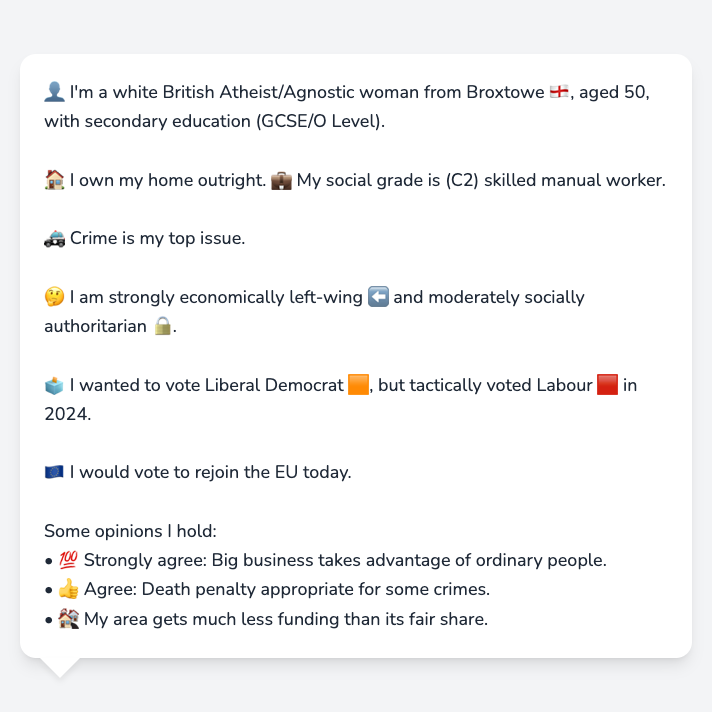 👤 I'm a white British Atheist/Agnostic woman from Broxtowe 🏴󠁧󠁢󠁥󠁮󠁧󠁿, aged 50,
with secondary education (GCSE/O Level).
🏠 I own my home outright. 💼 My social grade is (C2) skilled manual worker.
🚓 Crime is my top issue.
🤔 I am strongly economically left-wing ⬅️ and moderately socially
authoritarian 🔒.
🗳️ I wanted to vote Liberal Democrat 🟧, but tactically voted Labour 🟥 in
2024.
🇪🇺 I would vote to rejoin the EU today.
Some opinions I hold:
• 💯 Strongly agree: Big business takes advantage of ordinary people.
• 👍 Agree: Death penalty appropriate for some crimes.
• 🏚️ My area gets much less funding than its fair share.